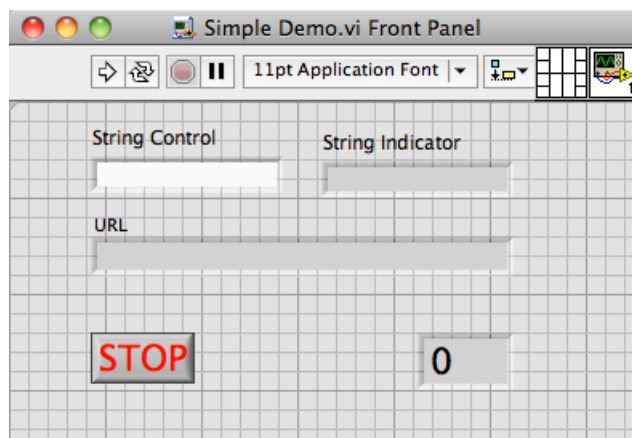 Simple Demo.vi Front Panel
11pt Application Font
String Control
String Indicator
URL
STOP
0